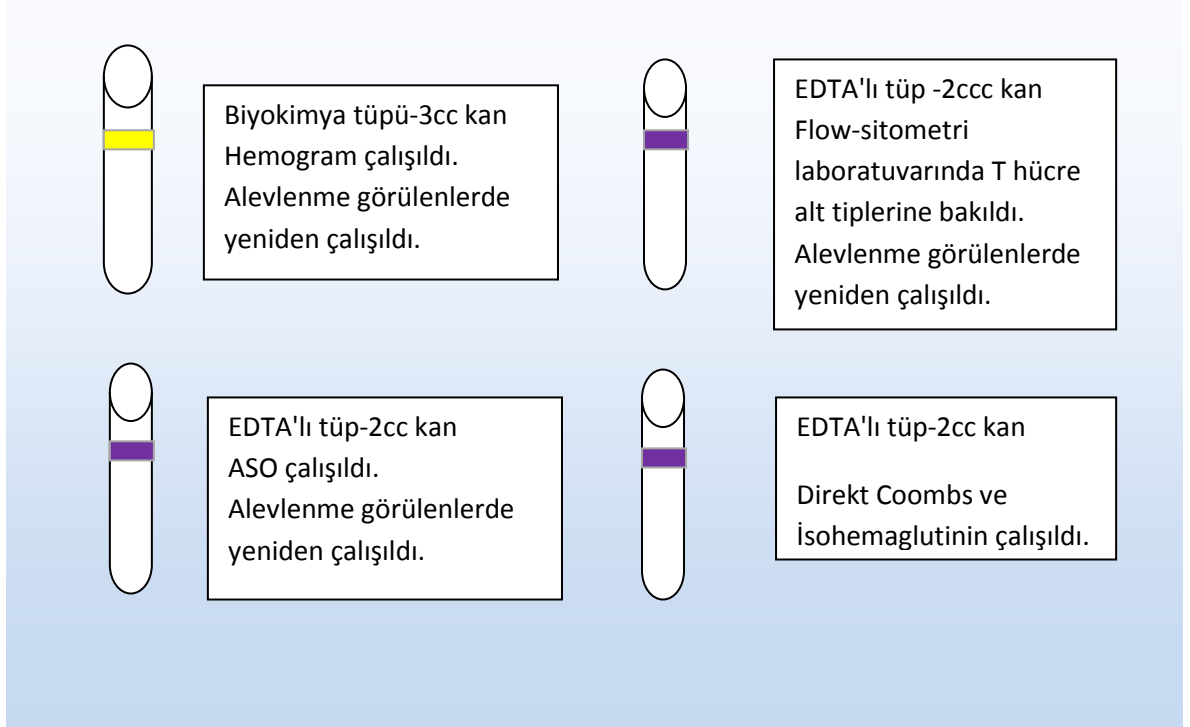 Biyokimya tüpü-3cc kan
Hemogram çalışıldı.
Alevlenme görülenlerde
yeniden çalışıldı.
EDTA'lı tüp -2ccc kan
Flow-sitometri
laboratuvarında T hücre
alt tiplerine bakıldı.
Alevlenme görülenlerde
yeniden çalışıldı.
EDTA'lı tüp-2cc kan
ASO çalışıldı.
Alevlenme görülenlerde
yeniden çalışıldı.
EDTA'lı tüp-2cc kan
Direkt Coombs ve
İsohemaglutinin çalışıldı.